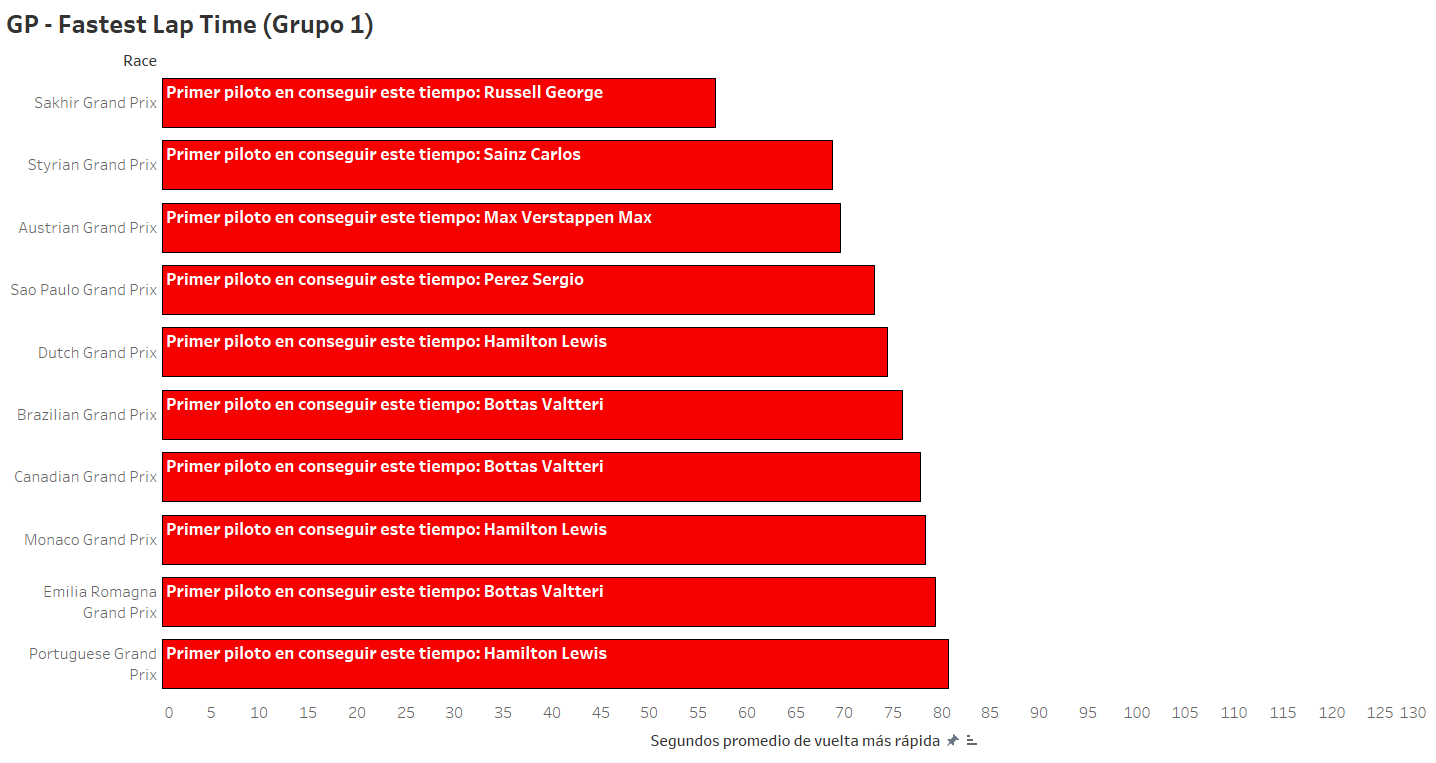 GP - Fastest Lap Time (Grupo 1)
Race
Sakhir Grand Prix
Primer piloto en conseguir este tiempo: Russell George
Styrian Grand Prix
Primer piloto en conseguir este tiempo: Sainz Carlos
Austrian Grand Prix
Primer piloto en conseguir este tiempo: Max Verstappen Max
Sao Paulo Grand Prix
Primer piloto en conseguir este tiempo: Perez Sergio
Dutch Grand Prix
Primer piloto en conseguir este tiempo: Hamilton Lewis
Brazilian Grand Prix
Primer piloto en conseguir este tiempo: Bottas Valtteri
Canadian Grand Prix
Primer piloto en conseguir este tiempo: Bottas Valtteri
Monaco Grand Prix
Primer piloto en conseguir este tiempo: Hamilton Lewis
Emilia Romagna
Grand Prix
Primer piloto en conseguir este tiempo: Bottas Valtteri
Portuguese Grand
Prix
Primer piloto en conseguir este tiempo: Hamilton Lewis
0 5 10 15 20 25 30 35 40 45 50 55 60 65 70 75 80 85 90 95 100 105 110 115 120 125 130
Segundos promedio de vuelta más rápida